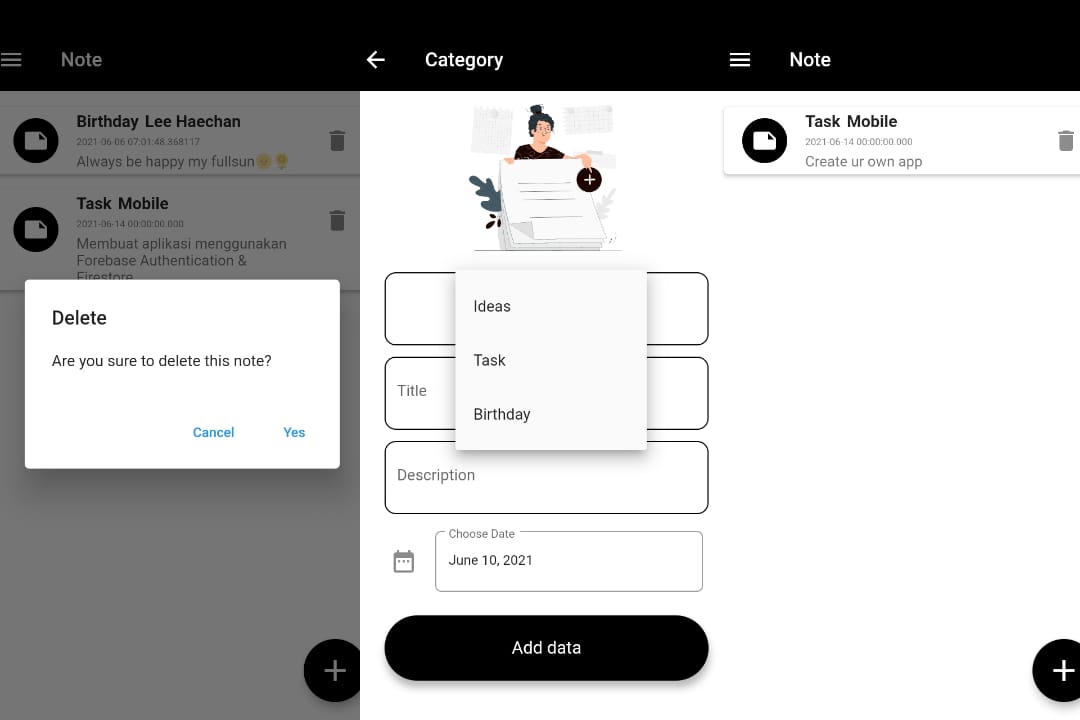 Note
Birthday Lee Haechan
2021-06-06 07:01:48.368117
Always be happy my fullsun🌞🌻
Task Mobile
2021-06-14 00:00:00.000
Membuat aplikasi menggunakan
Forebase Authentication &
Firestore
Delete
Are you sure to delete this note?
Cancel Yes
Category
Ideas
Task
Birthday
Title
Description
Choose Date
June 10, 2021
Add data
Note
Task Mobile
2021-06-14 00:00:00.000
Create ur own app